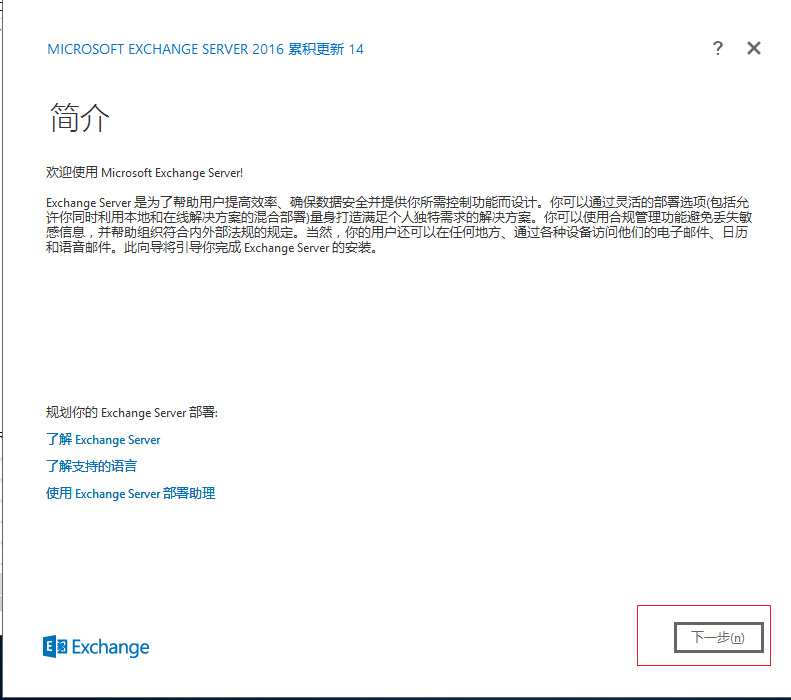 MICROSOFT EXCHANGE SERVER 2016 累积更新 14
?
简介
欢迎使用 Microsoft Exchange Server!
Exchange Server 是为了帮助用户提高效率、确保数据安全并提供你所需控制功能而设计。你可以通过灵活的部署选项(包括允
许你同时利用本地和在线解决方案的混合部署)量身打造满足个人独特需求的解决方案。你可以使用合规管理功能避免丢失敏
感信息，并帮助组织符合内外部法规的规定。当然，你的用户还可以在任何地方、通过各种设备访问他们的电子邮件、日历
和语音邮件。此向导将引导你完成 Exchange Server 的安装。
规划你的 Exchange Server 部署:
了解 Exchange Server
了解支持的语言
使用 Exchange Server 部署助理
Exchange
下一步(n)